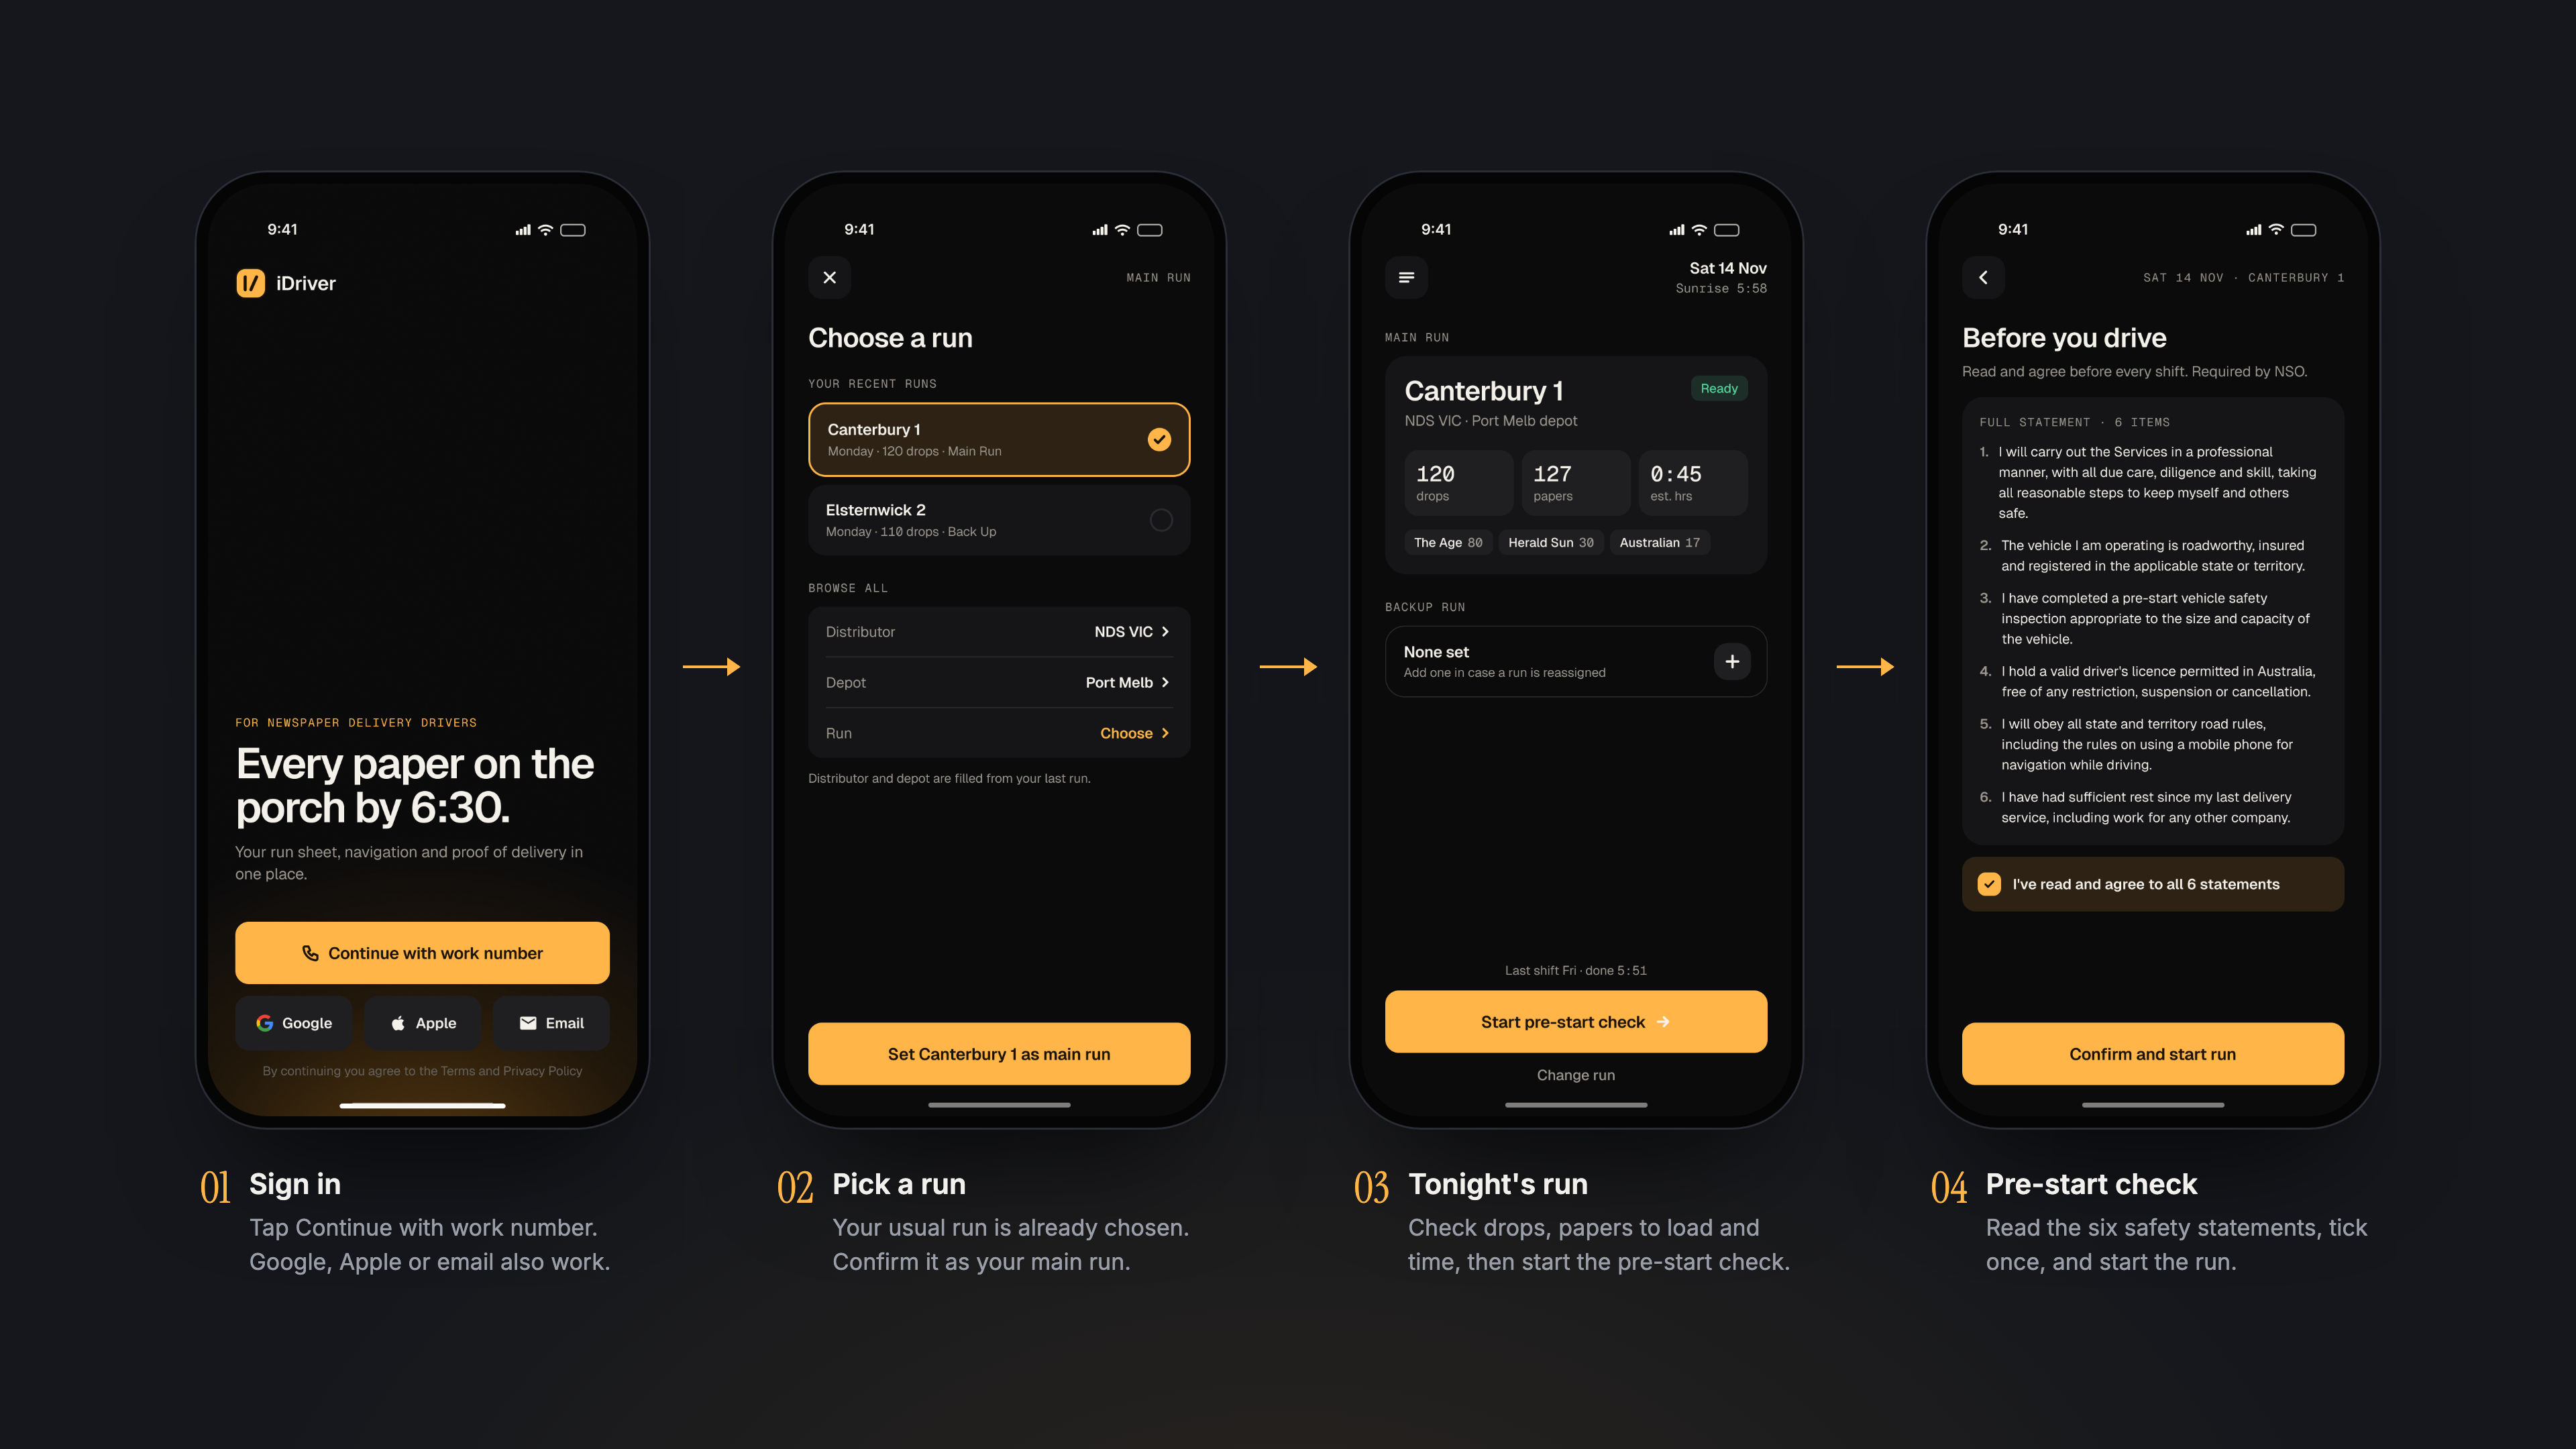 9:41
iDriver
FOR NEWSPAPER DELIVERY DRIVERS
Every paper on the
porch by 6:30.
Your run sheet, navigation and proof of delivery in
one place.
Continue with work number
Google
Apple
Email
By continuing you agree to the Terms and Privacy Policy
01 Sign in
Tap Continue with work number.
Google, Apple or email also work.
9:41
MAIN RUN
Choose a run
YOUR RECENT RUNS
Canterbury 1
Monday · 120 drops · Main Run
Elsternwick 2
Monday · 110 drops · Back Up
BROWSE ALL
Distributor NDS VIC
Depot Port Melb
Run Choose
Distributor and depot are filled from your last run.
Set Canterbury 1 as main run
02 Pick a run
Your usual run is already chosen.
Confirm it as your main run.
9:41
Sat 14 Nov
Sunrise 5:58
MAIN RUN
Canterbury 1
Ready
NDS VIC · Port Melb depot
120 127 0:45
drops papers est. hrs
The Age 80 Herald Sun 30 Australian 17
BACKUP RUN
None set
Add one in case a run is reassigned
Last shift Fri · done 5:51
Start pre-start check
Change run
03 Tonight's run
Check drops, papers to load and
time, then start the pre-start check.
9:41
SAT 14 NOV · CANTERBURY 1
Before you drive
Read and agree before every shift. Required by NSO.
FULL STATEMENT · 6 ITEMS
1. I will carry out the Services in a professional
manner, with all due care, diligence and skill, taking
all reasonable steps to keep myself and others
safe.
2. The vehicle I am operating is roadworthy, insured
and registered in the applicable state or territory.
3. I have completed a pre-start vehicle safety
inspection appropriate to the size and capacity of
the vehicle.
4. I hold a valid driver's licence permitted in Australia,
free of any restriction, suspension or cancellation.
5. I will obey all state and territory road rules,
including the rules on using a mobile phone for
navigation while driving.
6. I have had sufficient rest since my last delivery
service, including work for any other company.
I've read and agree to all 6 statements
Confirm and start run
04 Pre-start check
Read the six safety statements, tick
once, and start the run.